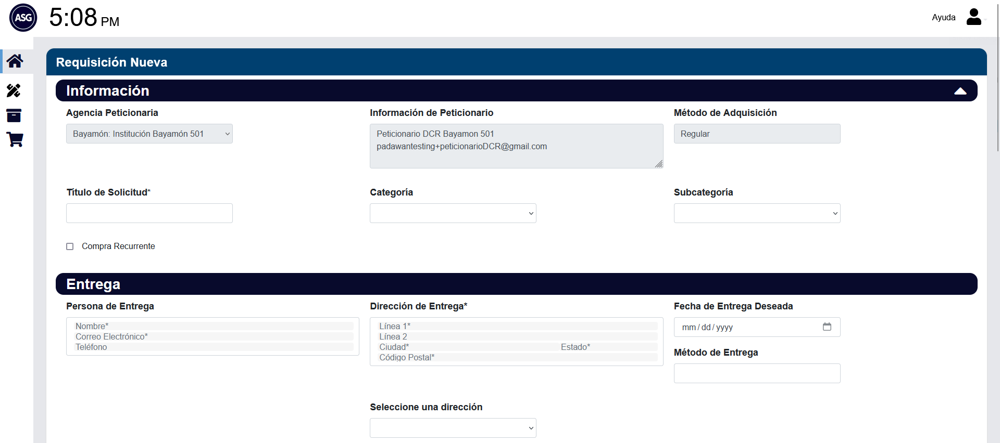 ASG
5:08 PM
Ayuda
Requisición Nueva
Información
Agencia Peticionaria
Información de Peticionario
Método de Adquisición
Bayamón: Institución Bayamón 501
Peticionario DCR Bayamon 501
padawantesting+peticionarioDCR@gmail.com
Regular
Título de Solicitud*
Categoría
Subcategoría
Compra Recurrente
Entrega
Persona de Entrega
Dirección de Entrega*
Fecha de Entrega Deseada
Nombre*
Correo Electrónico*
Teléfono
Línea 1*
Línea 2
Ciudad* Estado*
Código Postal*
mm/dd/yyyy
Método de Entrega
Seleccione una dirección